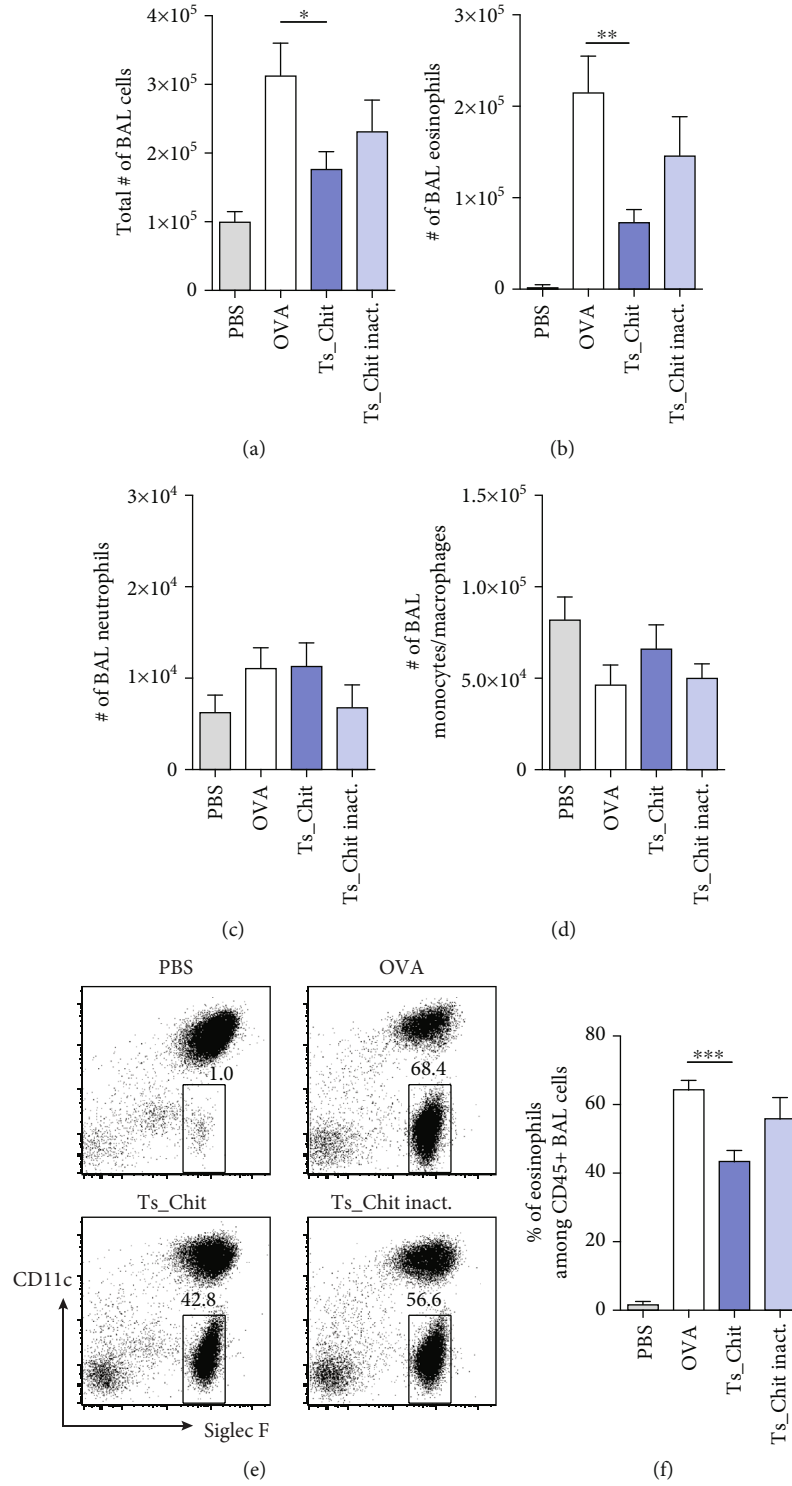 Total # of BAL cells
4×10⁵
3×10⁵
2×10⁵
1×10⁵
0
*
PBS
OVA
Ts_Chit
Ts_Chit inact.
(a)
# of BAL eosinophils
3×10⁵
2×10⁵
1×10⁵
0
**
PBS
OVA
Ts_Chit
Ts_Chit inact.
(b)
# of BAL neutrophils
3×10⁴
2×10⁴
1×10⁴
0
PBS
OVA
Ts_Chit
Ts_Chit inact.
(c)
# of BAL
monocytes/macrophages
1.5×10⁵
1.0×10⁵
5.0×10⁴
0
PBS
OVA
Ts_Chit
Ts_Chit inact.
(d)
PBS
1.0
OVA
68.4
Ts_Chit
42.8
Ts_Chit inact.
56.6
CD11c
Siglec F
(e)
% of eosinophils
among CD45+ BAL cells
80
60
40
20
0
***
PBS
OVA
Ts_Chit
Ts_Chit inact.
(f)